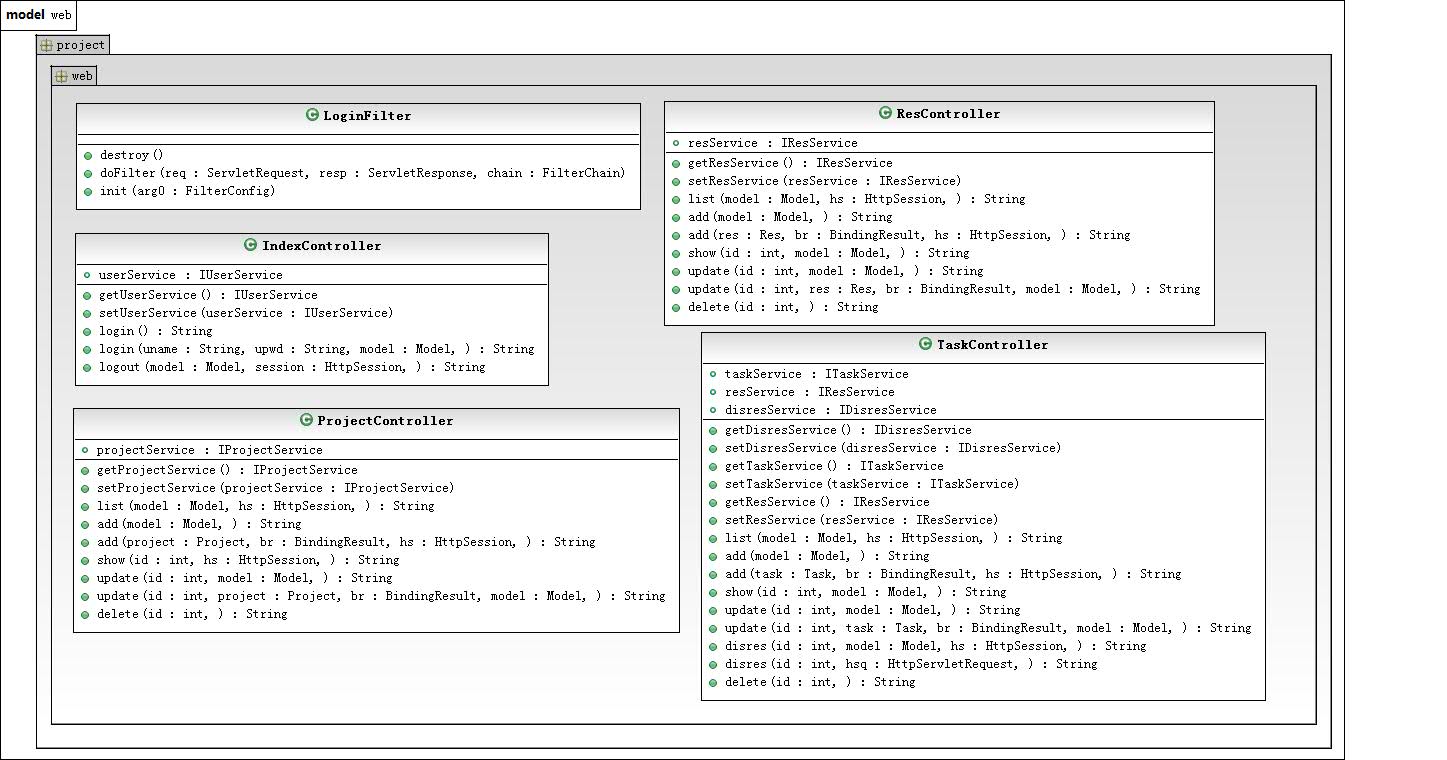 model web
project
web
LoginFilter
destroy()
doFilter(req : ServletRequest, resp : ServletResponse, chain : FilterChain)
init(arg0 : FilterConfig)
IndexController
userService : IUserService
getUserService() : IUserService
setUserService(userService : IUserService)
login() : String
login(uname : String, upwd : String, model : Model, ) : String
logout(model : Model, session : HttpSession, ) : String
ProjectController
projectService : IProjectService
getProjectService() : IProjectService
setProjectService(projectService : IProjectService)
list(model : Model, hs : HttpSession, ) : String
add(model : Model, ) : String
add(project : Project, br : BindingResult, hs : HttpSession, ) : String
show(id : int, hs : HttpSession, ) : String
update(id : int, model : Model, ) : String
update(id : int, project : Project, br : BindingResult, model : Model, ) : String
delete(id : int, ) : String
ResController
resService : IResService
getResService() : IResService
setResService(resService : IResService)
list(model : Model, hs : HttpSession, ) : String
add(model : Model, ) : String
add(res : Res, br : BindingResult, hs : HttpSession, ) : String
show(id : int, model : Model, ) : String
update(id : int, model : Model, ) : String
update(id : int, res : Res, br : BindingResult, model : Model, ) : String
delete(id : int, ) : String
TaskController
taskService : ITaskService
resService : IResService
disresService : IDisresService
getDisresService() : IDisresService
setDisresService(disresService : IDisresService)
getTaskService() : ITaskService
setTaskService(taskService : ITaskService)
getResService() : IResService
setResService(resService : IResService)
list(model : Model, hs : HttpSession, ) : String
add(model : Model, ) : String
add(task : Task, br : BindingResult, hs : HttpSession, ) : String
show(id : int, model : Model, ) : String
update(id : int, model : Model, ) : String
update(id : int, task : Task, br : BindingResult, model : Model, ) : String
disres(id : int, model : Model, hs : HttpSession, ) : String
disres(id : int, hsq : HttpServletRequest, ) : String
delete(id : int, ) : String